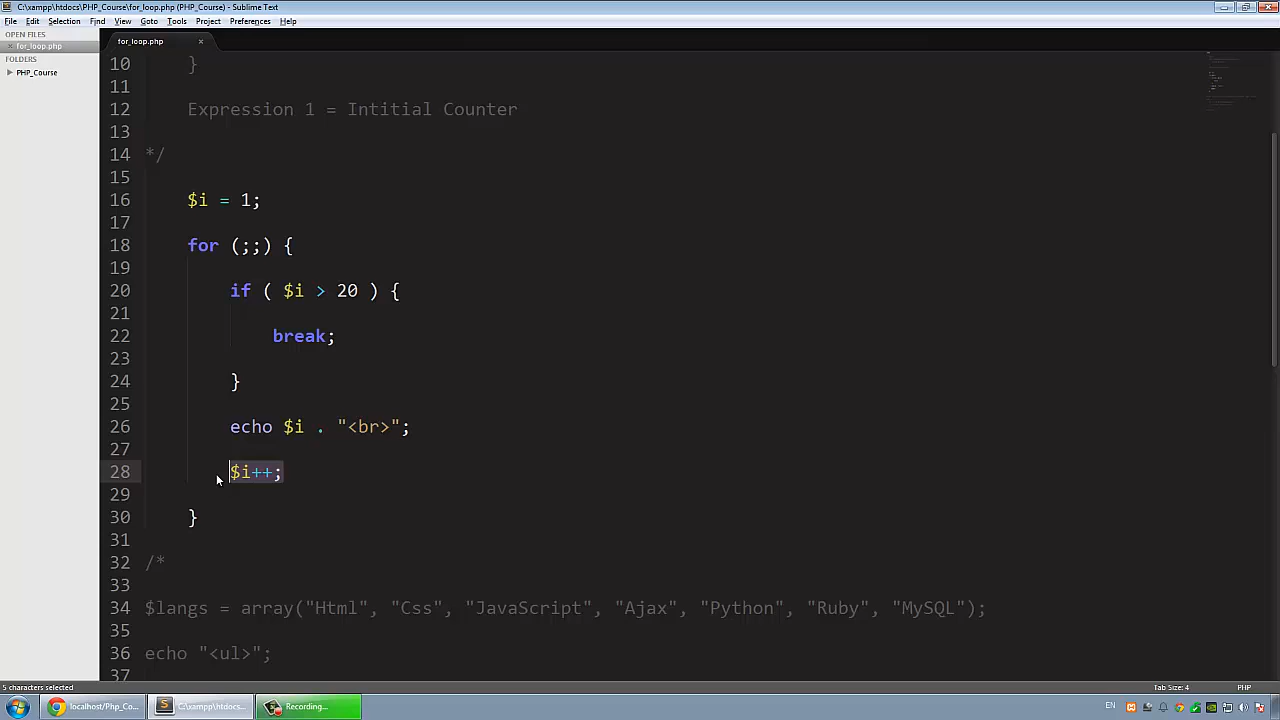 C:\xampp\htdocs\PHP_Course\for_loop.php (PHP_Course) - Sublime Text
File Edit Selection Find View Goto Tools Project Preferences Help
OPEN FILES
for_loop.php
FOLDERS
PHP_Course
for_loop.php
10 }
11
12 Expression 1 = Intitial Counter
13
14 */
15
16 $i = 1;
17
18 for (;;) {
19
20 if ( $i > 20 ) {
21
22 break;
23
24 }
25
26 echo $i . "<br>";
27
28 $i++;
29
30 }
31
32 /*
33
34 $langs = array("Html", "Css", "JavaScript", "Ajax", "Python", "Ruby", "MySQL");
35
36 echo "<ul>";
37
5 characters selected
Tab Size: 4
PHP
localhost/Php_Co...
C:\xampp\htdocs...
Recording...
EN